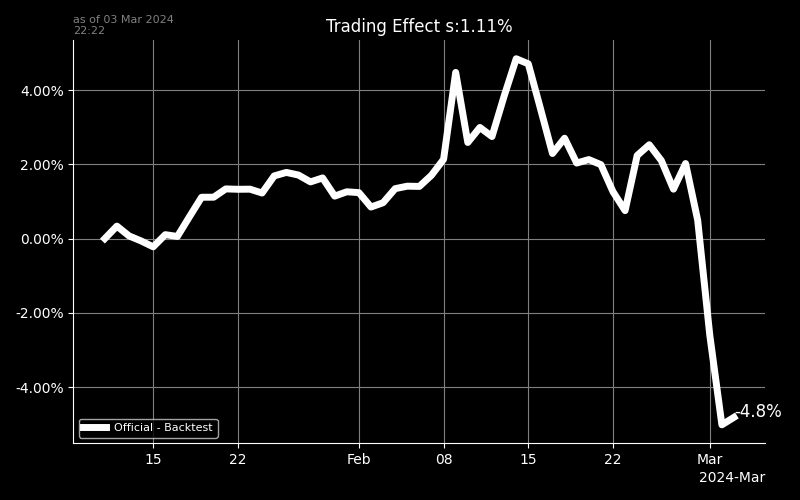 as of 03 Mar 2024
22:22
Trading Effect s:1.11%
4.00%
2.00%
0.00%
-2.00%
-4.00%
-4.8%
Official - Backtest
15
22
Feb
08
15
22
Mar
2024-Mar